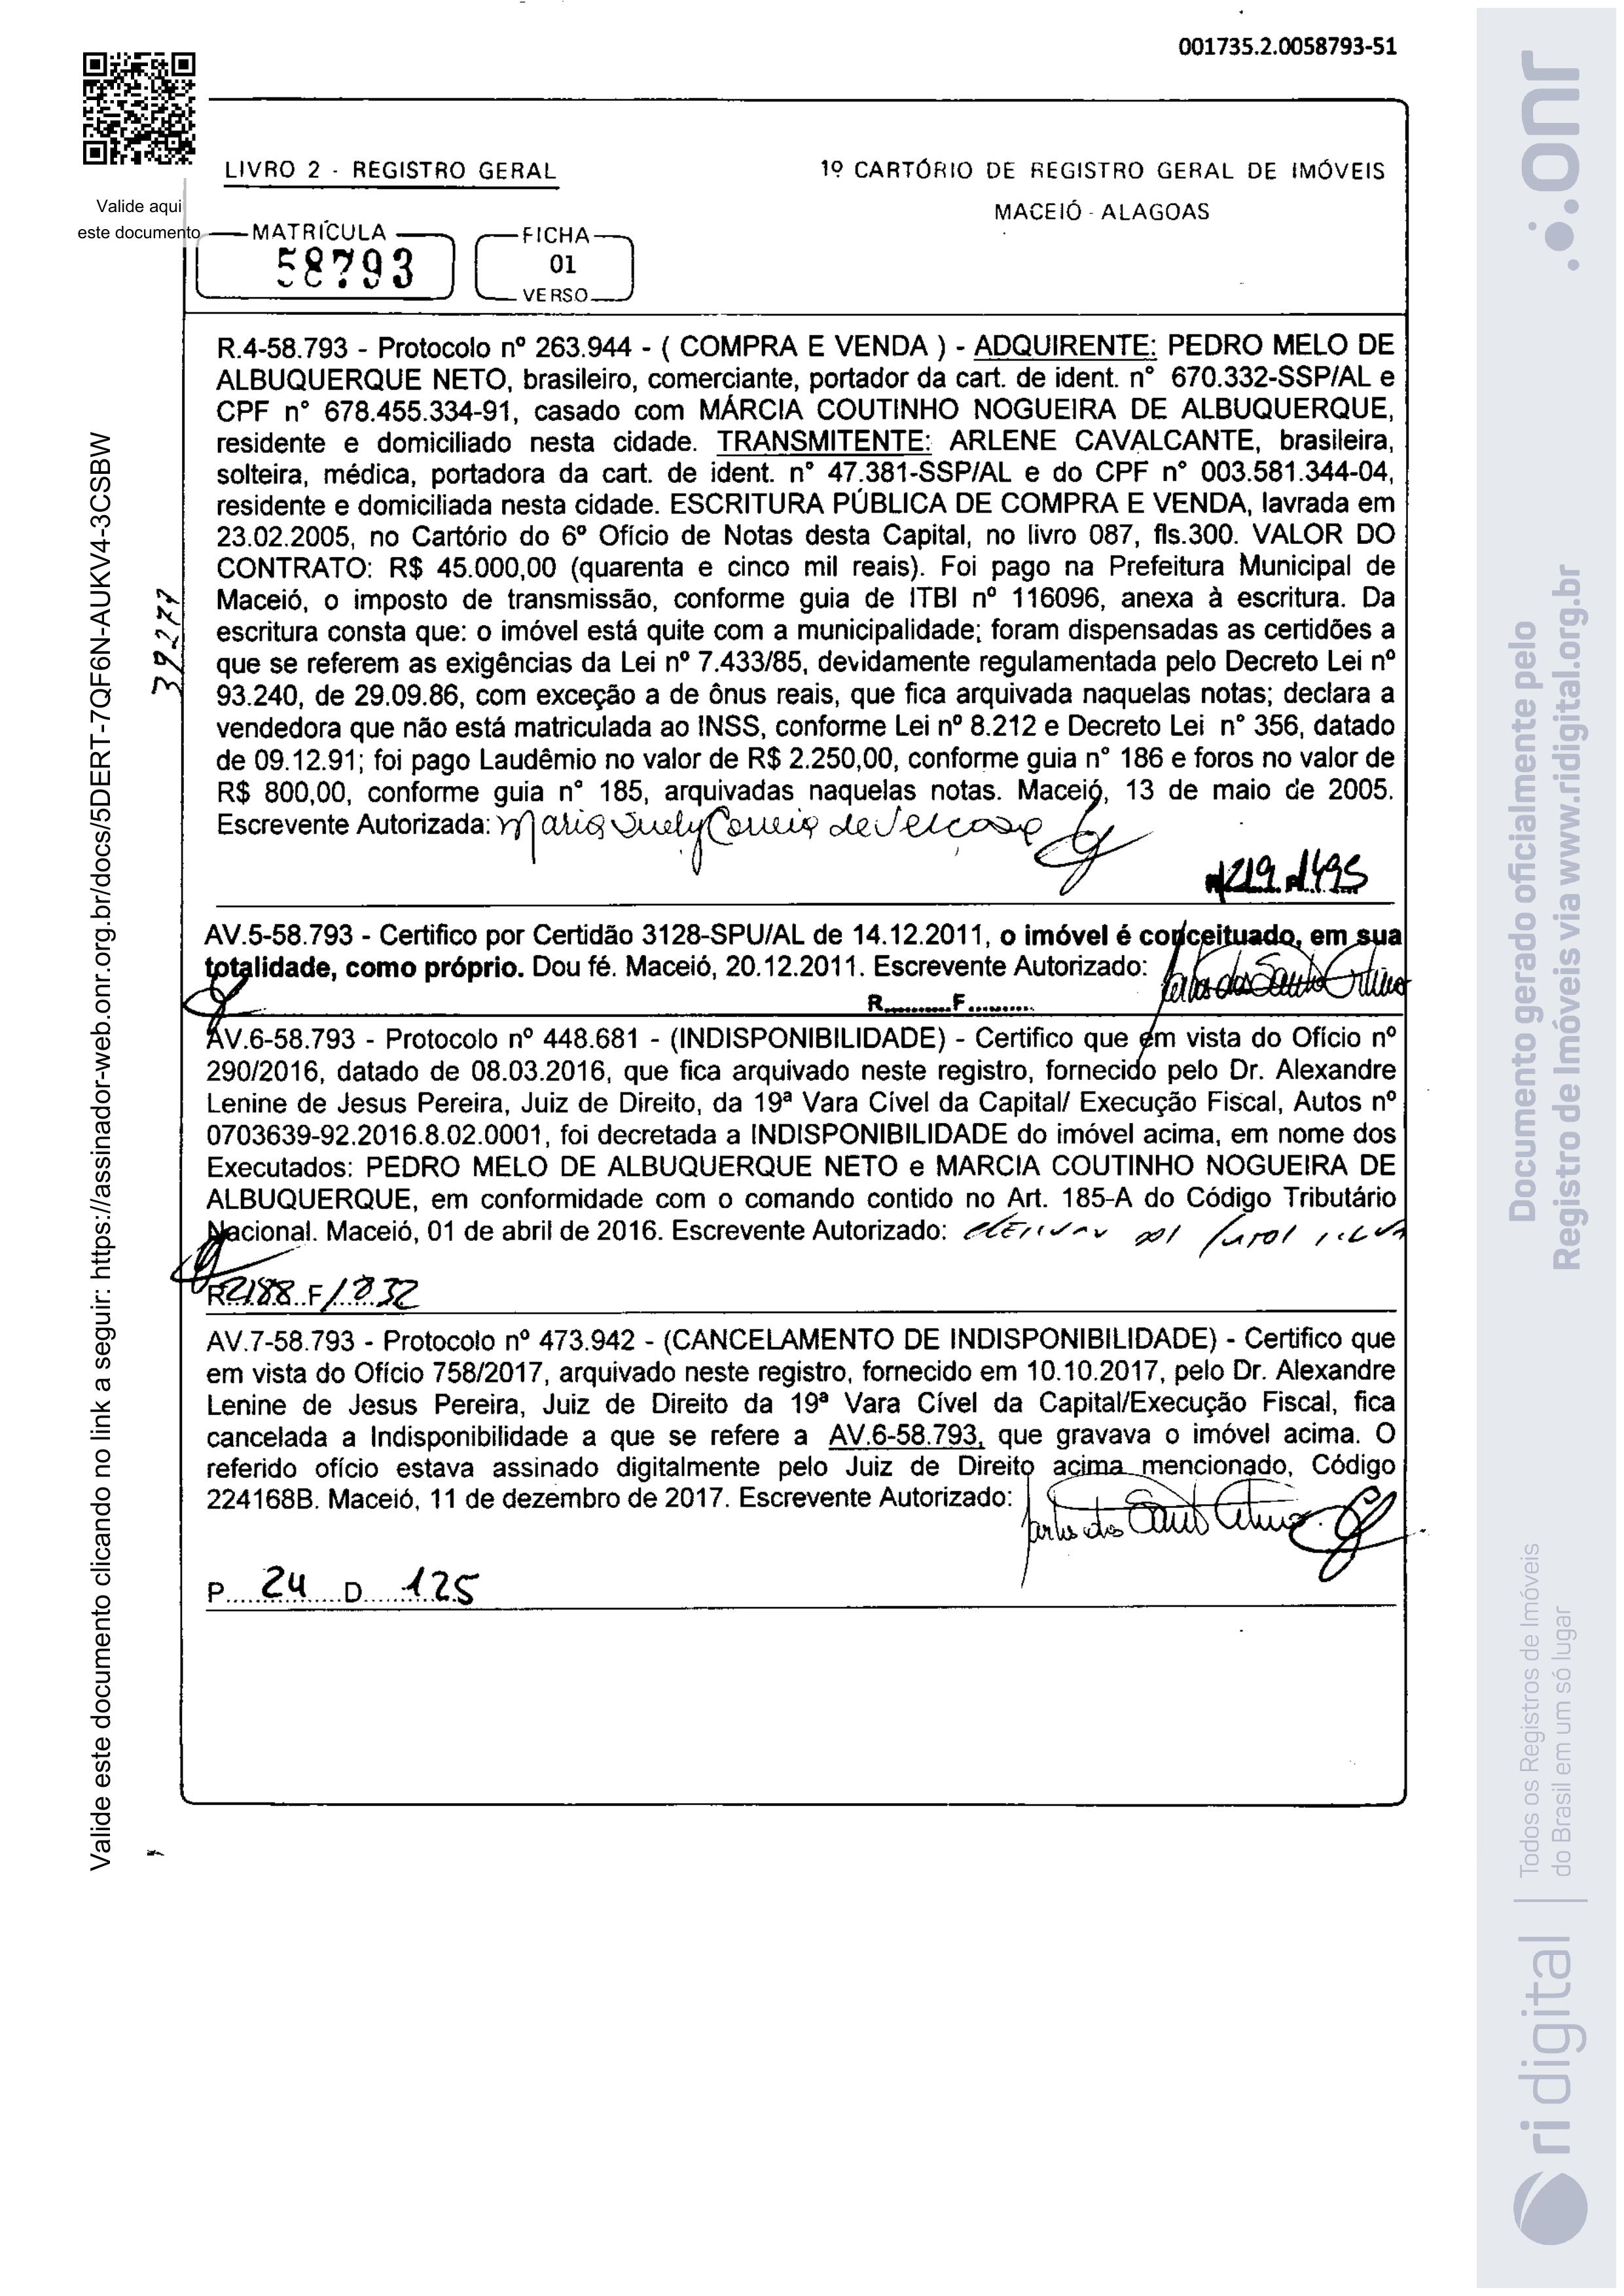 001735.2.0058793-51
LIVRO 2 - REGISTRO GERAL
1º CARTÓRIO DE REGISTRO GERAL DE IMÓVEIS
MACEIÓ - ALAGOAS
Valide aqui
este documento
MATRÍCULA
58793
FICHA
01
VERSO
R.4-58.793 - Protocolo nº 263.944 - ( COMPRA E VENDA ) - ADQUIRENTE: PEDRO MELO DE
ALBUQUERQUE NETO, brasileiro, comerciante, portador da cart. de ident. n° 670.332-SSP/AL e
CPF n° 678.455.334-91, casado com MÁRCIA COUTINHO NOGUEIRA DE ALBUQUERQUE,
residente e domiciliado nesta cidade. TRANSMITENTE: ARLENE CAVALCANTE, brasileira,
solteira, médica, portadora da cart. de ident. n° 47.381-SSP/AL e do CPF n° 003.581.344-04,
residente e domiciliada nesta cidade. ESCRITURA PÚBLICA DE COMPRA E VENDA, lavrada em
23.02.2005, no Cartório do 6º Ofício de Notas desta Capital, no livro 087, fls.300. VALOR DO
CONTRATO: R$ 45.000,00 (quarenta e cinco mil reais). Foi pago na Prefeitura Municipal de
Maceió, o imposto de transmissão, conforme guia de ITBI nº 116096, anexa à escritura. Da
escritura consta que: o imóvel está quite com a municipalidade; foram dispensadas as certidões a
que se referem as exigências da Lei nº 7.433/85, devidamente regulamentada pelo Decreto Lei nº
93.240, de 29.09.86, com exceção a de ônus reais, que fica arquivada naquelas notas; declara a
vendedora que não está matriculada ao INSS, conforme Lei nº 8.212 e Decreto Lei n° 356, datado
de 09.12.91; foi pago Laudêmio no valor de R$ 2.250,00, conforme guia n° 186 e foros no valor de
R$ 800,00, conforme guia n° 185, arquivadas naquelas notas. Maceió, 13 de maio de 2005.
Escrevente Autorizada: Maria Suely
219 1495
AV.5-58.793 - Certifico por Certidão 3128-SPU/AL de 14.12.2011, o imóvel é conceituado, em sua
totalidade, como próprio. Dou fé. Maceió, 20.12.2011. Escrevente Autorizado:
R..........F..........
AV.6-58.793 - Protocolo nº 448.681 - (INDISPONIBILIDADE) - Certifico que em vista do Ofício nº
290/2016, datado de 08.03.2016, que fica arquivado neste registro, fornecido pelo Dr. Alexandre
Lenine de Jesus Pereira, Juiz de Direito, da 19ª Vara Cível da Capital/ Execução Fiscal, Autos nº
0703639-92.2016.8.02.0001, foi decretada a INDISPONIBILIDADE do imóvel acima, em nome dos
Executados: PEDRO MELO DE ALBUQUERQUE NETO e MARCIA COUTINHO NOGUEIRA DE
ALBUQUERQUE, em conformidade com o comando contido no Art. 185-A do Código Tributário
Nacional. Maceió, 01 de abril de 2016. Escrevente Autorizado:
R2188..F/1832
AV.7-58.793 - Protocolo nº 473.942 - (CANCELAMENTO DE INDISPONIBILIDADE) - Certifico que
em vista do Ofício 758/2017, arquivado neste registro, fornecido em 10.10.2017, pelo Dr. Alexandre
Lenine de Jesus Pereira, Juiz de Direito da 19ª Vara Cível da Capital/Execução Fiscal, fica
cancelada a Indisponibilidade a que se refere a AV.6-58.793, que gravava o imóvel acima. O
referido ofício estava assinado digitalmente pelo Juiz de Direito acima mencionado, Código
224168B. Maceió, 11 de dezembro de 2017. Escrevente Autorizado:
P....24....D....125
Valide este documento clicando no link a seguir: https://assinador-web.onr.org.br/docs/5DERT-7QF6N-AUKV4-3CSBW
onr
Documento gerado oficialmente pelo
Registro de Imóveis via www.ridigital.org.br
Todos os Registros de Imóveis
do Brasil em um só lugar
ri digital